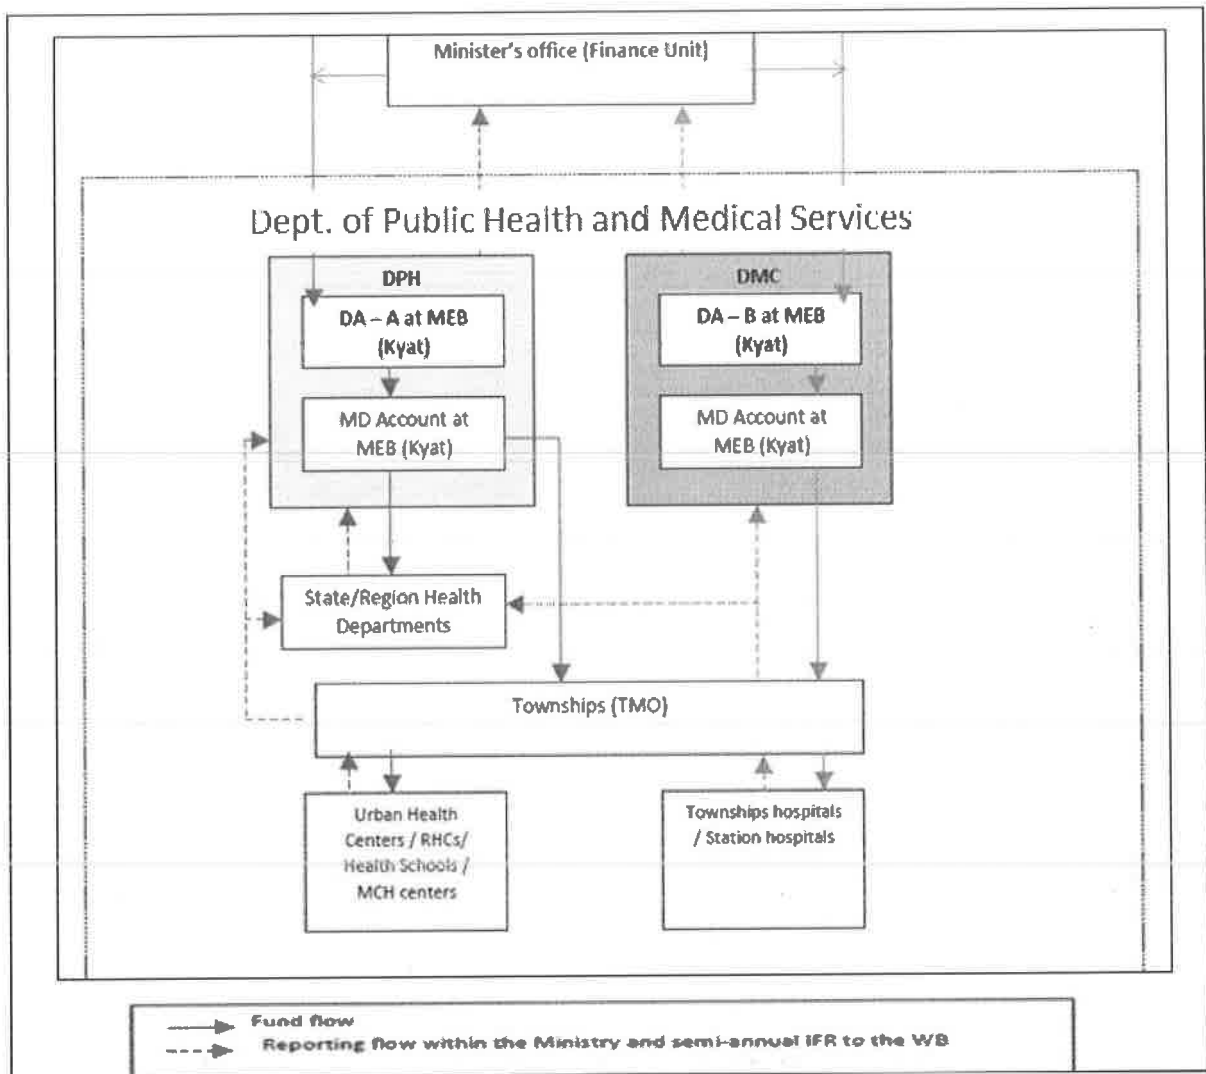 Minister's office (Finance Unit)
Dept. of Public Health and Medical Services
DPH
DA – A at MEB
(Kyat)
MD Account at
MEB (Kyat)
DMC
DA – B at MEB
(Kyat)
MD Account at
MEB (Kyat)
State/Region Health
Departments
Townships (TMO)
Urban Health
Centers / RHCs/
Health Schools /
MCH centers
Townships hospitals
/ Station hospitals
Fund flow
Reporting flow within the Ministry and semi-annual IFR to the WB